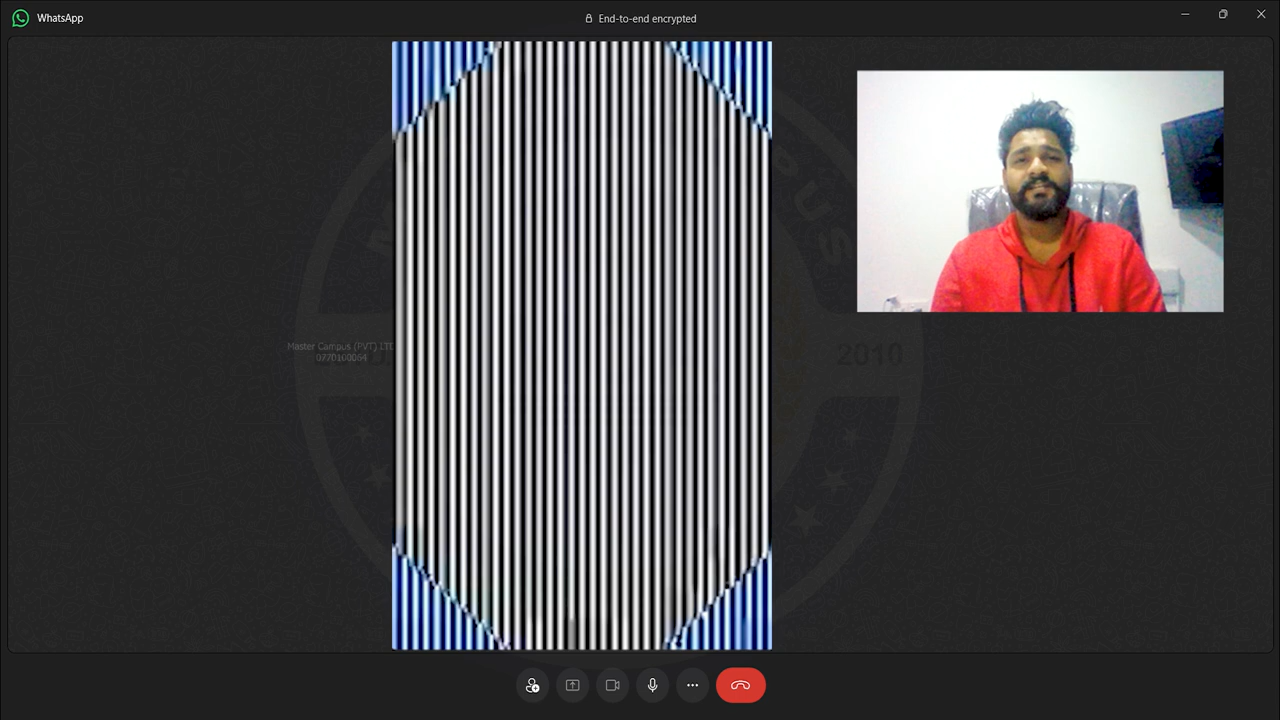 WhatsApp
End-to-end encrypted
Master Campus (PVT) LTD
0770100064
2010